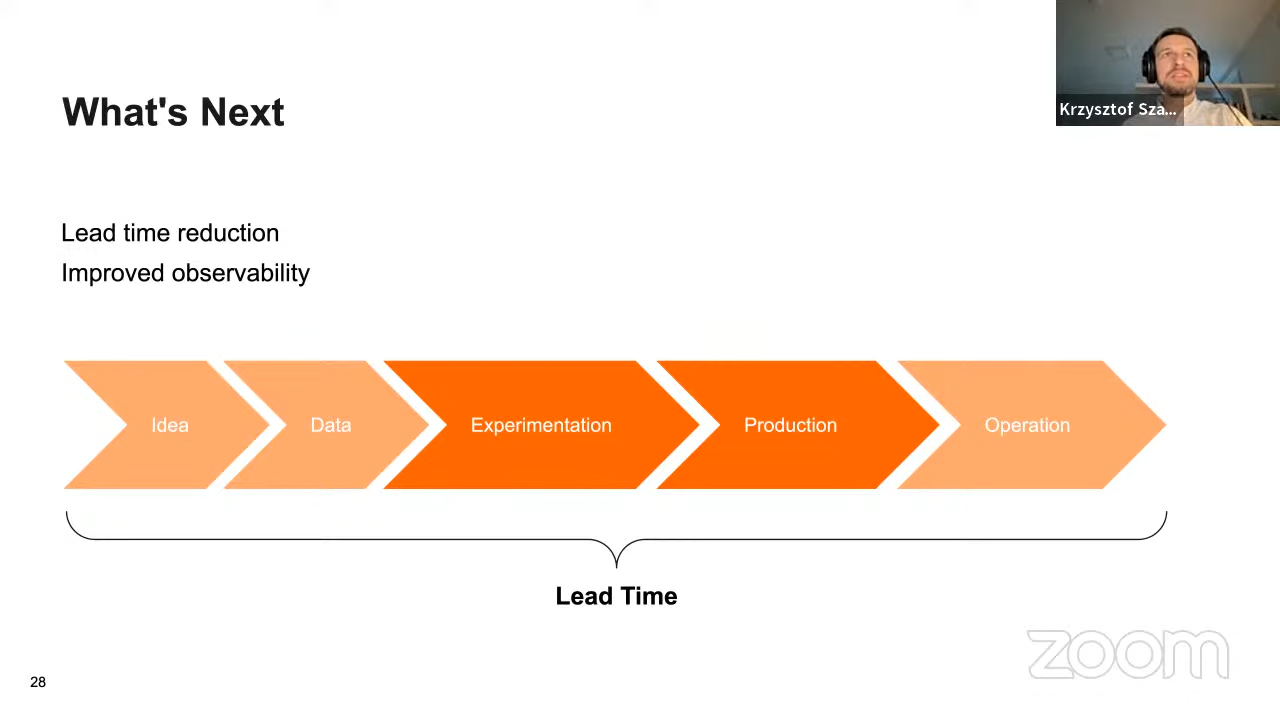 What's Next
Krzysztof Sza...
Lead time reduction
Improved observability
Idea
Data
Experimentation
Production
Operation
Lead Time
zoom
28